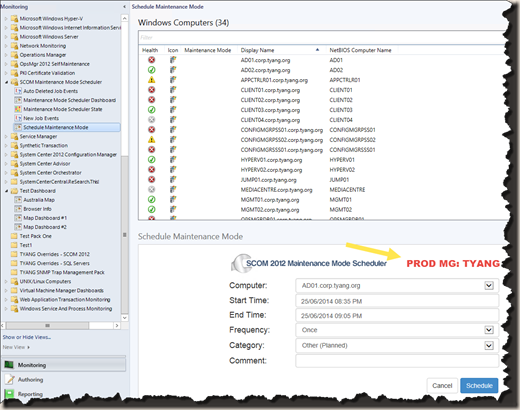 Monitoring
Microsoft Windows Hyper-V
Microsoft Windows Internet Information Servi
Microsoft Windows Server
Network Monitoring
Operations Manager
OpsMgr 2012 Self Maintenance
PKI Certificate Validation
SCOM Maintenance Mode Scheduler
Auto Deleted Job Events
Maintenance Mode Scheduler Dashboard
Maintenance Mode Scheduler State
New Job Events
Schedule Maintenance Mode
Service Manager
Synthetic Transaction
System Center 2012 Configuration Manager
System Center Advisor
System Center Orchestrator
SystemCenterCentral.iResearchThis!
Test Dashboard
Australia Map
Browser Info
Map Dashboard #1
Map Dashboard #2
Test Pack One
Test1
TYANG Overrides - SCOM 2012
TYANG Overrides - SQL Servers
TYANG SNMP Trap Management Pack
UNIX/Linux Computers
Virtual Machine Manager Dashboards
Web Application Transaction Monitoring
Windows Service And Process Monitoring
Show or Hide Views...
New View
Monitoring
Authoring
Reporting
Schedule Maintenance Mode
Windows Computers (34)
Filter
Health Icon Maintenance Mode Display Name NetBIOS Computer Name
AD01.corp.tyang.org AD01
AD02.corp.tyang.org AD02
APPCTRLR01.corp.tyang.org APPCTRLR01
CLIENT01.corp.tyang.org CLIENT01
CLIENT02.corp.tyang.org CLIENT02
CLIENT03.corp.tyang.org CLIENT03
CLIENT04.corp.tyang.org CLIENT04
CONFIGMGRPSS01.corp.tyang.org CONFIGMGRPSS01
CONFIGMGRSS02.corp.tyang.org CONFIGMGRSS02
CONFIGMGRSS01.corp.tyang.org CONFIGMGRSS01
HYPERV01.corp.tyang.org HYPERV01
HYPERV02.corp.tyang.org HYPERV02
JUMP01.corp.tyang.org JUMP01
MEDIACENTRE.corp.tyang.org MEDIACENTRE
MGMT01.corp.tyang.org MGMT01
MGMT02.corp.tyang.org MGMT02
Schedule Maintenance Mode
SCOM 2012 Maintenance Mode Scheduler PROD MG: TYANG
Computer: AD01.corp.tyang.org
Start Time: 25/06/2014 08:35 PM
End Time: 25/06/2014 09:05 PM
Frequency: Once
Category: Other (Planned)
Comment:
Cancel Schedule